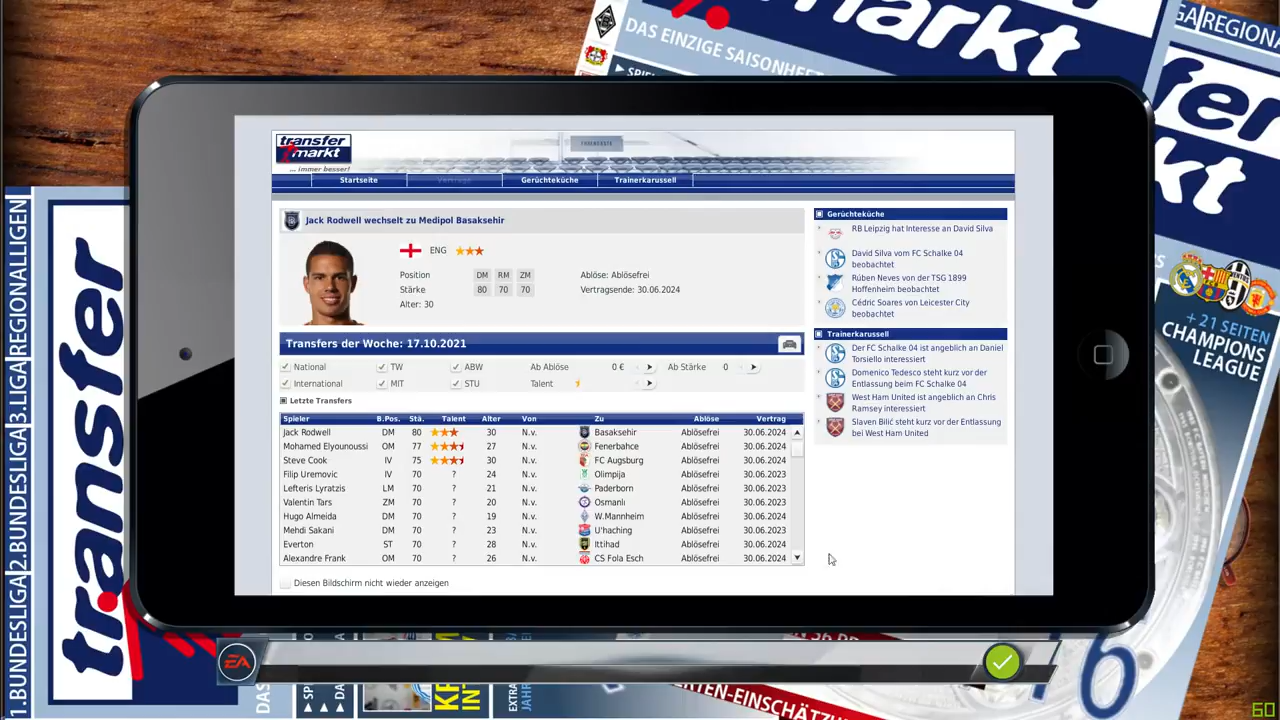 DAS EINZIGE SAISONHEFT
markt
transfer
markt
... immer besser!
Startseite
Gerüchteküche
Trainerkarussell
Jack Rodwell wechselt zu Medipol Basaksehir
ENG
Position DM RM ZM Ablöse: Ablösefrei
Stärke 80 70 70 Vertragsende: 30.06.2024
Alter: 30
Transfers der Woche: 17.10.2021
National TW ABW Ab Ablöse 0 € Ab Stärke 0
International MIT STU Talent
Letzte Transfers
Spieler B.Pos. Stä. Talent Alter Von Zu Ablöse Vertrag
Jack Rodwell DM 80 30 N.v. Basaksehir Ablösefrei 30.06.2024
Mohamed Elyounoussi OM 77 27 N.v. Fenerbahce Ablösefrei 30.06.2024
Steve Cook IV 75 30 N.v. FC Augsburg Ablösefrei 30.06.2024
Filip Uremovic IV 70 ? 24 N.v. Olimpija Ablösefrei 30.06.2023
Lefteris Lyratzis LM 70 ? 21 N.v. Paderborn Ablösefrei 30.06.2023
Valentin Tars ZM 70 ? 20 N.v. Osmanlı Ablösefrei 30.06.2023
Hugo Almeida DM 70 ? 19 N.v. W.Mannheim Ablösefrei 30.06.2024
Mehdi Sakani DM 70 ? 23 N.v. U'haching Ablösefrei 30.06.2023
Everton ST 70 ? 28 N.v. Ittihad Ablösefrei 30.06.2024
Alexandre Frank OM 70 ? 26 N.v. CS Fola Esch Ablösefrei 30.06.2023
Diesen Bildschirm nicht wieder anzeigen
Gerüchteküche
RB Leipzig hat Interesse an David Silva
David Silva vom FC Schalke 04
beobachtet
Rúben Neves von der TSG 1899
Hoffenheim beobachtet
Cédric Soares von Leicester City
beobachtet
Trainerkarussell
Der FC Schalke 04 ist angeblich an Daniel
Torsiello interessiert
Domenico Tedesco steht kurz vor der
Entlassung beim FC Schalke 04
West Ham United ist angeblich an Chris
Ramsey interessiert
Slaven Bilić steht kurz vor der Entlassung
bei West Ham United
1.BUNDESLIGA 2.BUNDESLIGA 3.LIGA REGIONALLIGEN
transfer
+ 21 SEITEN
CHAMPIONS
LEAGUE
EA
60